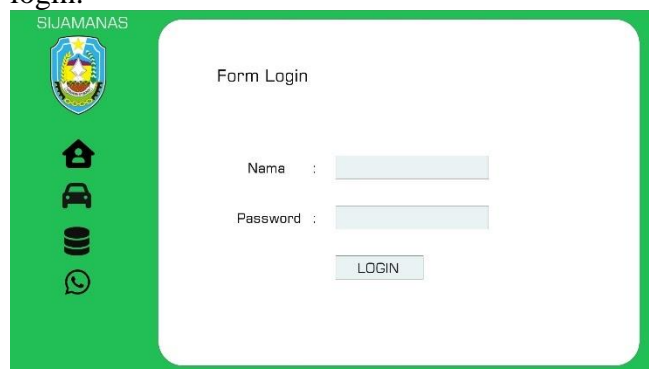 login.
SIJAMANAS
Form Login
Nama :
Password :
LOGIN